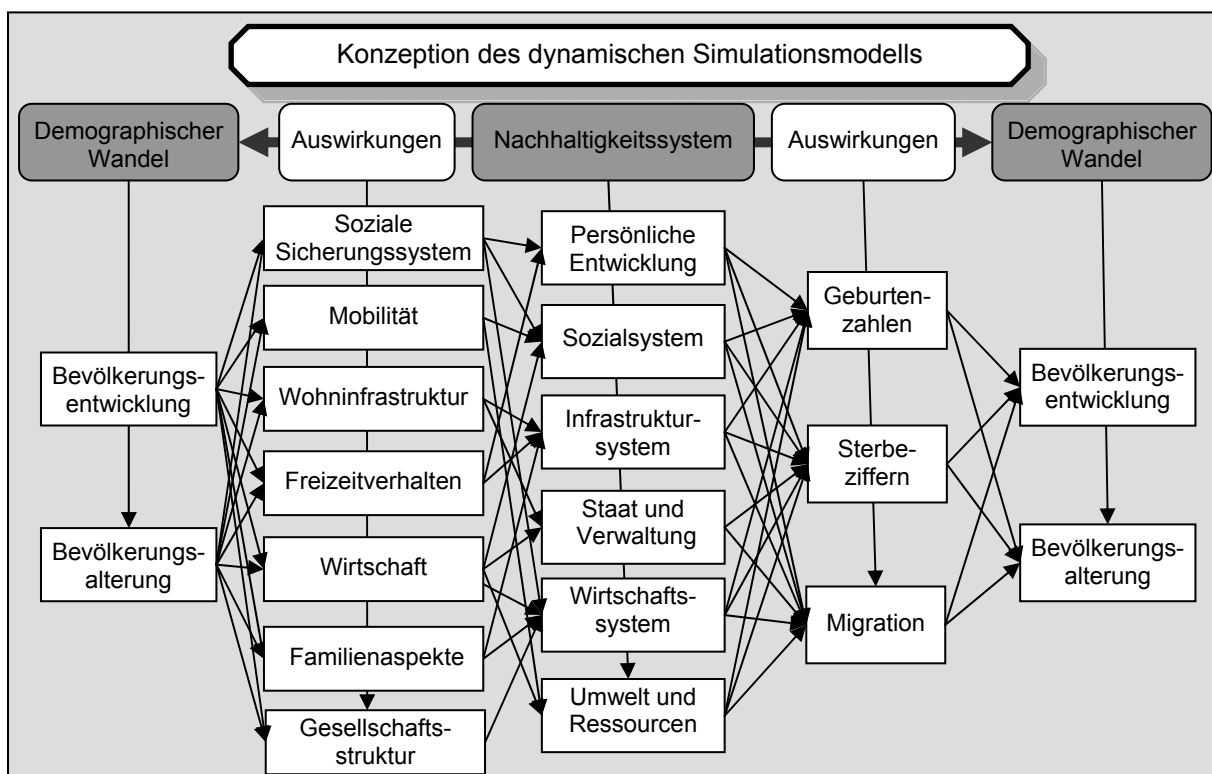 Konzeption des dynamischen Simulationsmodells
Demographischer
Wandel
Auswirkungen
Nachhaltigkeitssystem
Auswirkungen
Demographischer
Wandel
Bevölkerungs-
entwicklung
Bevölkerungs-
alterung
Soziale
Sicherungssystem
Mobilität
Wohninfrastruktur
Freizeitverhalten
Wirtschaft
Familienaspekte
Gesellschafts-
struktur
Persönliche
Entwicklung
Sozialsystem
Infrastruktur-
system
Staat und
Verwaltung
Wirtschafts-
system
Umwelt und
Ressourcen
Geburten-
zahlen
Sterbe-
ziffern
Migration
Bevölkerungs-
entwicklung
Bevölkerungs-
alterung